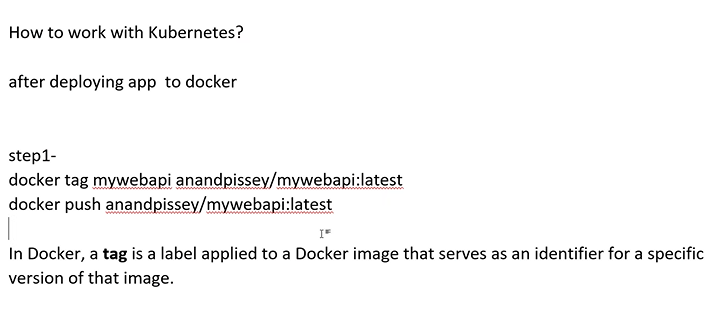 How to work with Kubernetes?
after deploying app  to docker
step1-
docker tag mywebapi anandpissey/mywebapi:latest
docker push anandpissey/mywebapi:latest
In Docker, a tag is a label applied to a Docker image that serves as an identifier for a specific
version of that image.